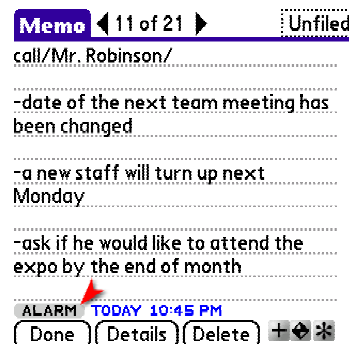 Memo 11 of 21 Unfiled
call/Mr. Robinson/
-date of the next team meeting has
been changed
-a new staff will turn up next
Monday
-ask if he would like to attend the
expo by the end of month
ALARM TODAY 10:45 PM
Done Details Delete